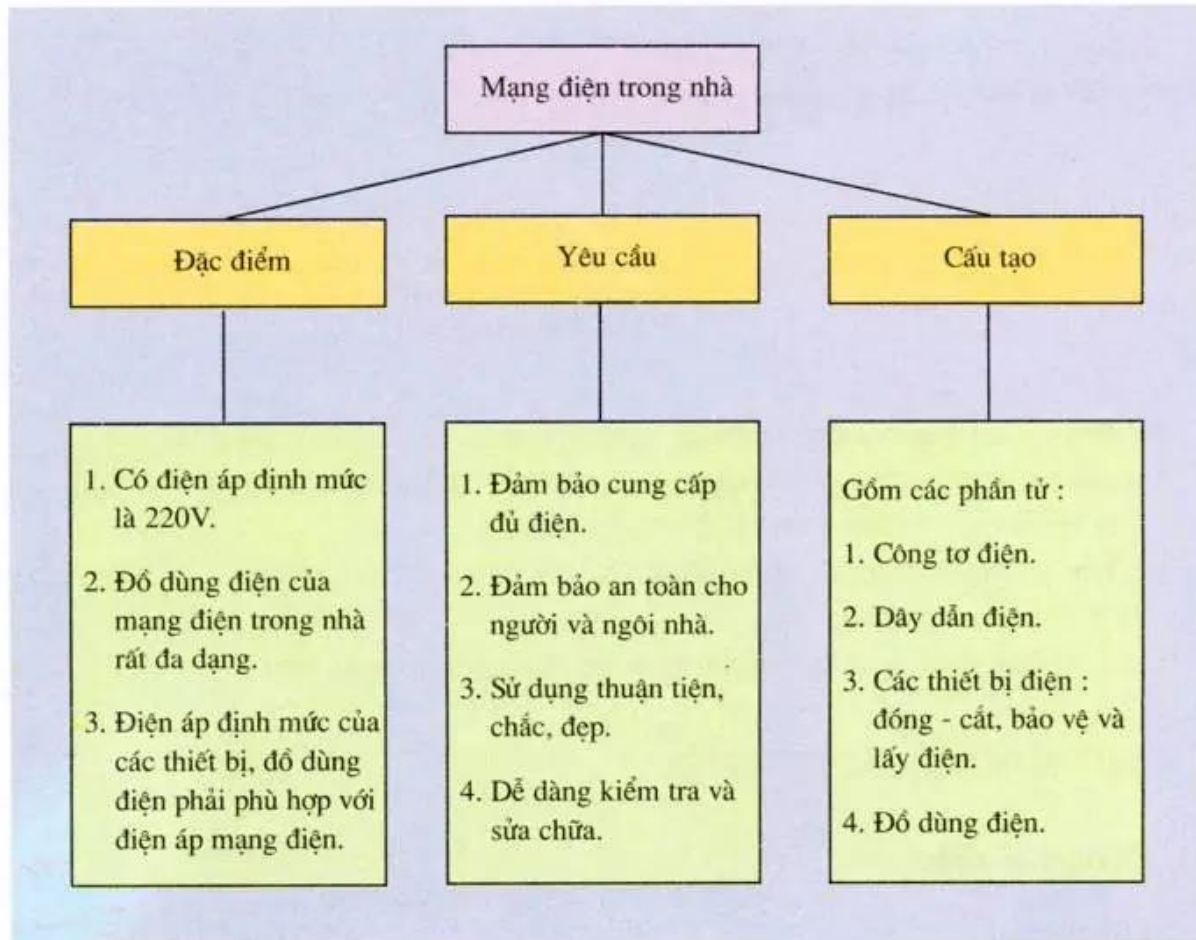 Mạng điện trong nhà
Đặc điểm
Yêu cầu
Cấu tạo
1. Có điện áp định mức
là 220V.
2. Đồ dùng điện của
mạng điện trong nhà
rất đa dạng.
3. Điện áp định mức của
các thiết bị, đồ dùng
điện phải phù hợp với
điện áp mạng điện.
1. Đảm bảo cung cấp
đủ điện.
2. Đảm bảo an toàn cho
người và ngôi nhà.
3. Sử dụng thuận tiện,
chắc, đẹp.
4. Dễ dàng kiểm tra và
sửa chữa.
Gồm các phần tử :
1. Công tơ điện.
2. Dây dẫn điện.
3. Các thiết bị điện :
đóng - cắt, bảo vệ và
lấy điện.
4. Đồ dùng điện.